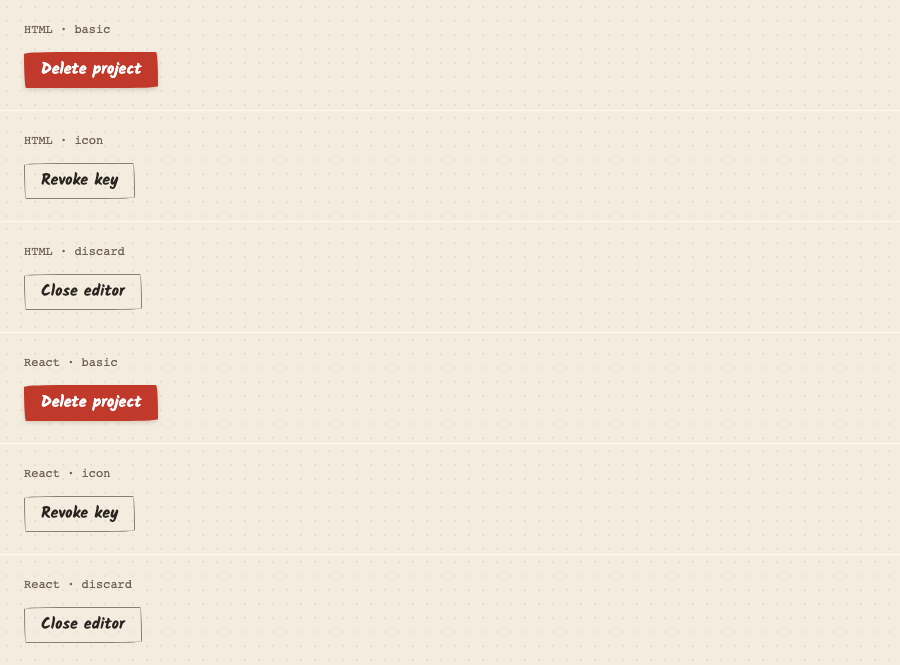 HTML · basic
Delete project
HTML · icon
Revoke key
HTML · discard
Close editor
React · basic
Delete project
React · icon
Revoke key
React · discard
Close editor